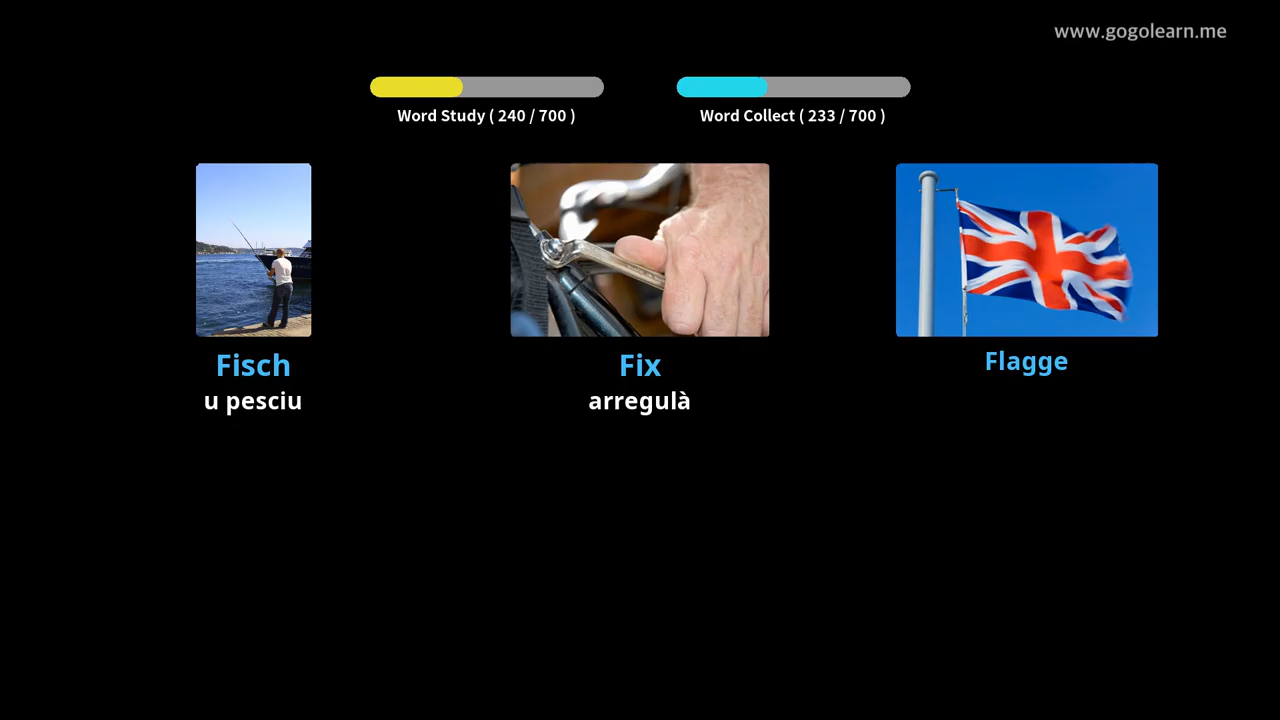 www.gogolearn.me
Word Study ( 240 / 700 )
Word Collect ( 233 / 700 )
Fisch
u pesciu
Fix
arregulà
Flagge